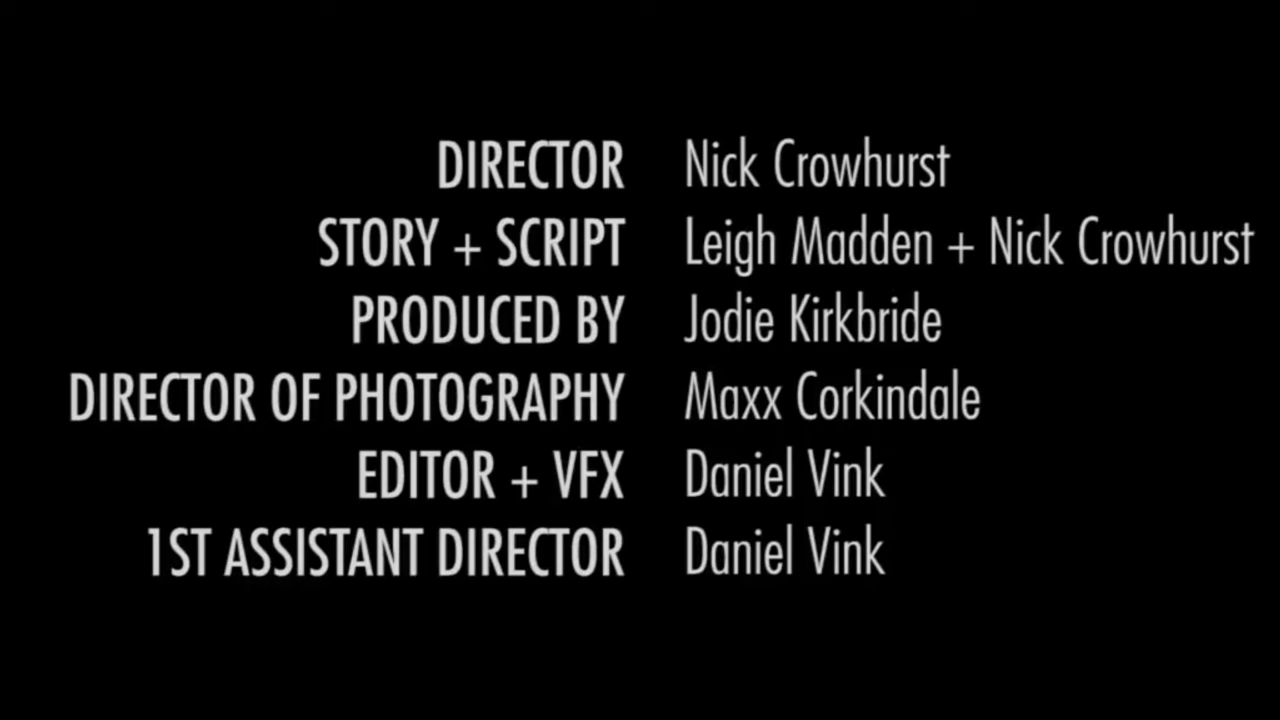 DIRECTOR Nick Crowhurst
STORY + SCRIPT Leigh Madden + Nick Crowhurst
PRODUCED BY Jodie Kirkbride
DIRECTOR OF PHOTOGRAPHY Maxx Corkindale
EDITOR + VFX Daniel Vink
1ST ASSISTANT DIRECTOR Daniel Vink